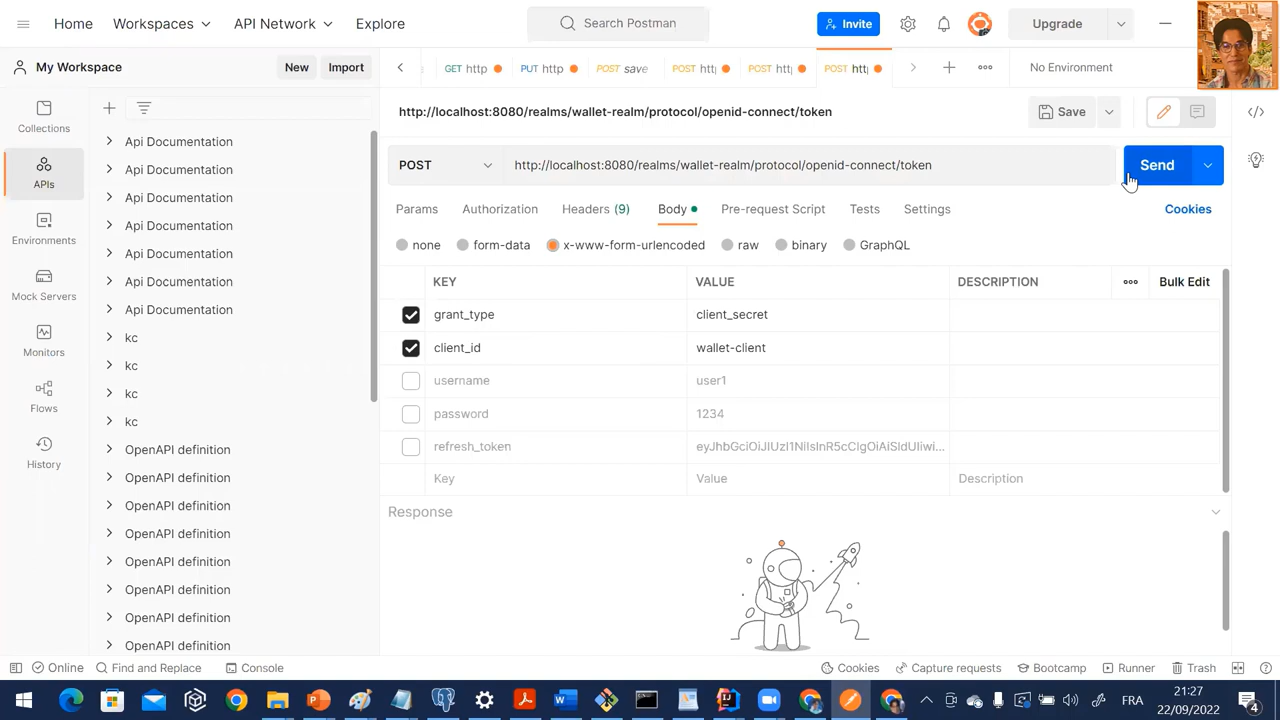 Home Workspaces API Network Explore Search Postman Invite Upgrade
My Workspace New Import GET http PUT http POST save POST htt POST htt POST htt No Environment
http://localhost:8080/realms/wallet-realm/protocol/openid-connect/token Save
POST http://localhost:8080/realms/wallet-realm/protocol/openid-connect/token Send
Params Authorization Headers (9) Body Pre-request Script Tests Settings Cookies
none form-data x-www-form-urlencoded raw binary GraphQL
KEY VALUE DESCRIPTION Bulk Edit
grant_type client_secret
client_id wallet-client
username user1
password 1234
refresh_token
Key Value Description
Response
Collections
APIs
Environments
Mock Servers
Monitors
Flows
History
Api Documentation
Api Documentation
Api Documentation
Api Documentation
Api Documentation
Api Documentation
Api Documentation
kc
kc
kc
kc
OpenAPI definition
OpenAPI definition
OpenAPI definition
OpenAPI definition
OpenAPI definition
OpenAPI definition
OpenAPI definition
OpenAPI definition
Online Find and Replace Console Cookies Capture requests Bootcamp Runner Trash
FRA 21:27
22/09/2022 4